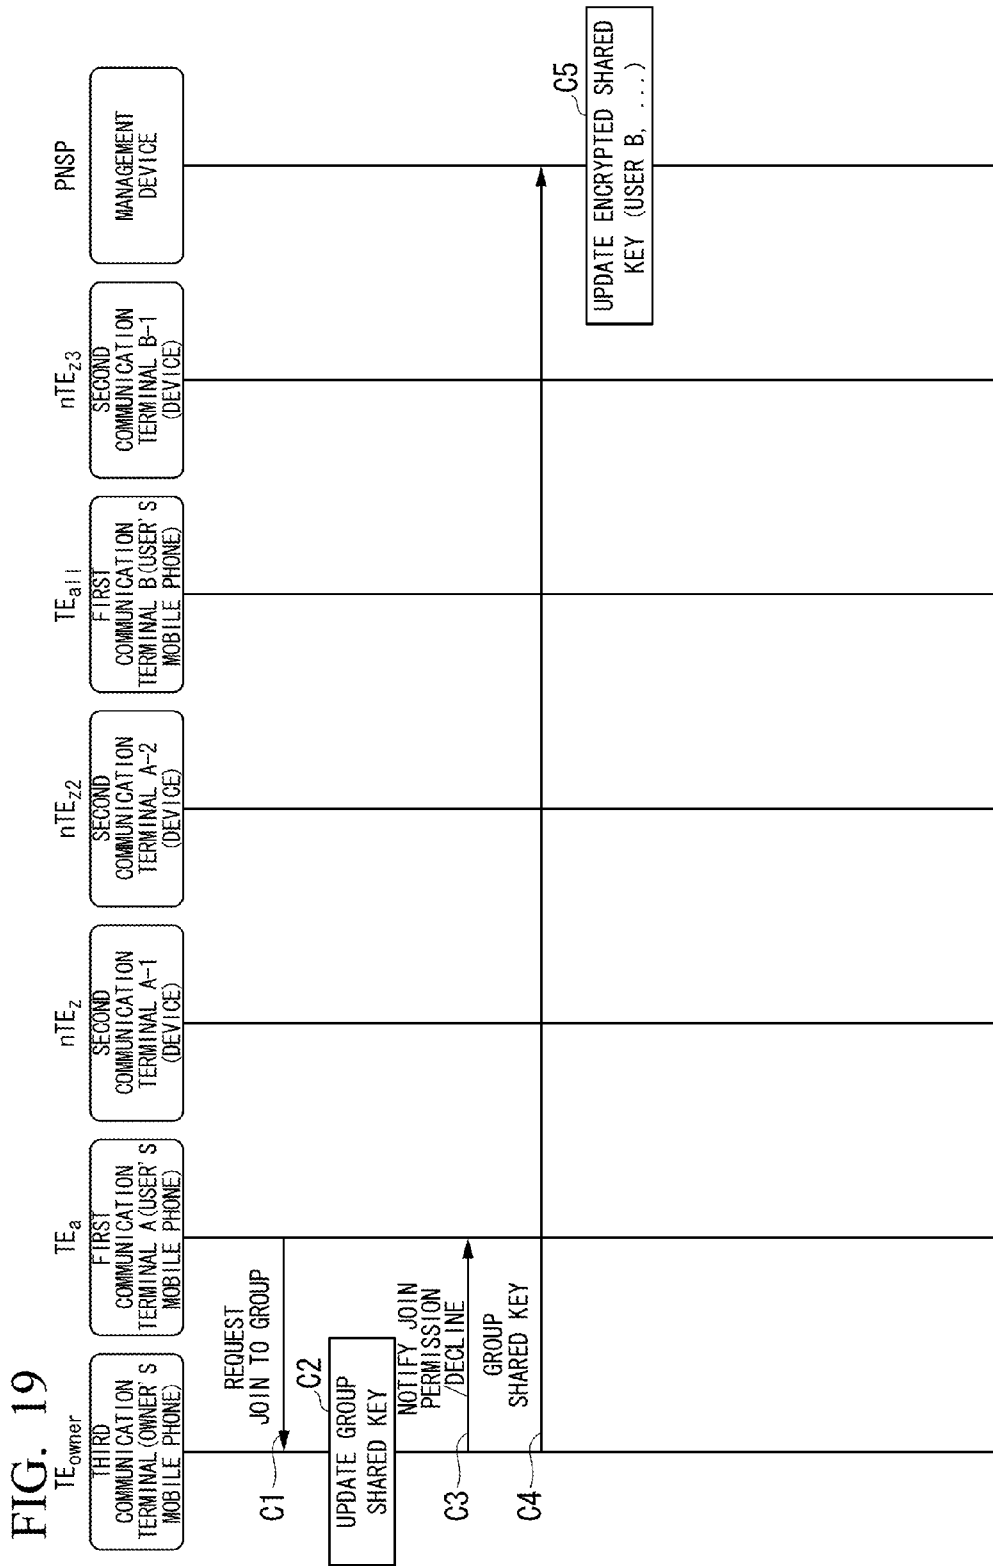 FIG. 19
TEowner
THIRD
COMMUNICATION
TERMINAL(OWNER'S
MOBILE PHONE)
TEa
FIRST
COMMUNICATION
TERMINAL A(USER'S
MOBILE PHONE)
nTEz
SECOND
COMMUNICATION
TERMINAL A-1
(DEVICE)
nTEz2
SECOND
COMMUNICATION
TERMINAL A-2
(DEVICE)
TEall
FIRST
COMMUNICATION
TERMINAL B(USER'S
MOBILE PHONE)
nTEz3
SECOND
COMMUNICATION
TERMINAL B-1
(DEVICE)
PNSP
MANAGEMENT
DEVICE
REQUEST
JOIN TO GROUP
C1
C2
UPDATE GROUP
SHARED KEY
NOTIFY JOIN
PERMISSION
/DECLINE
C3
GROUP
SHARED KEY
C4
C5
UPDATE ENCRYPTED SHARED
KEY (USER B, ...)